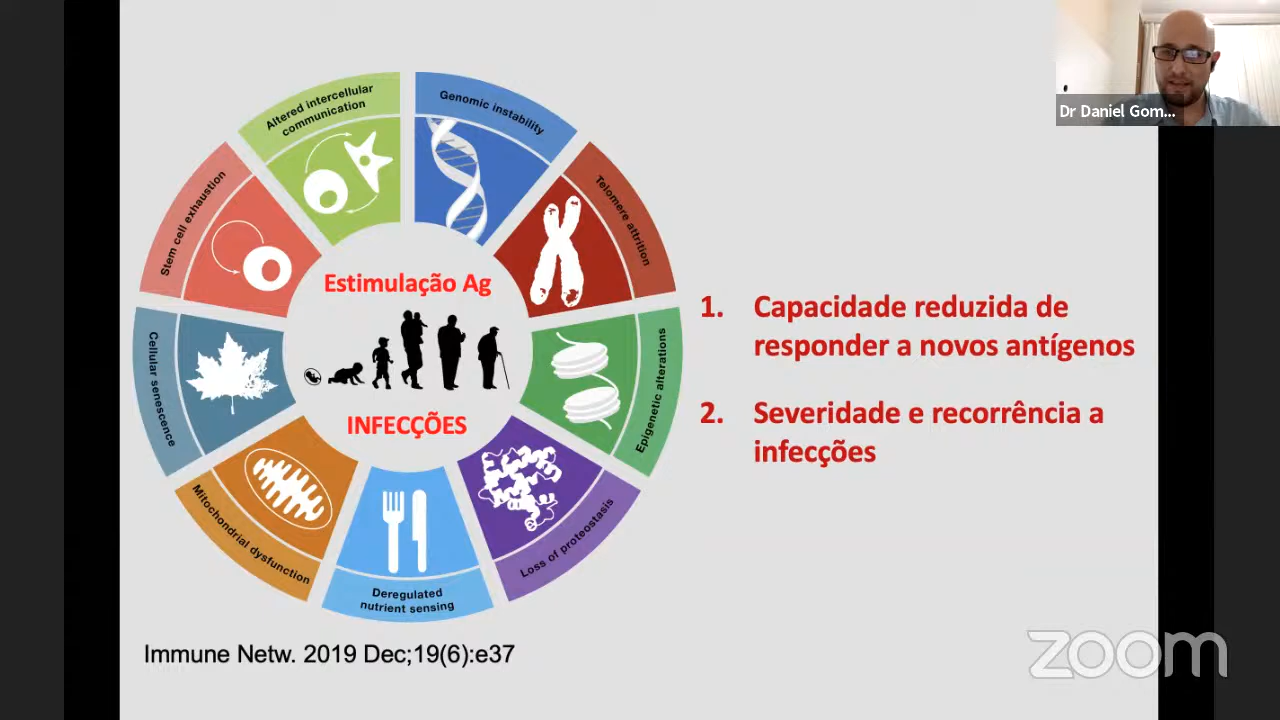 Dr Daniel Gom...
Altered intercellular
communication
Genomic instability
Telomere attrition
Epigenetic alterations
Loss of proteostasis
Deregulated
nutrient sensing
Mitochondrial dysfunction
Cellular senescence
Stem cell exhaustion
Estimulação Ag
INFECÇÕES
1. Capacidade reduzida de
responder a novos antígenos
2. Severidade e recorrência a
infecções
Immune Netw. 2019 Dec;19(6):e37
zoom